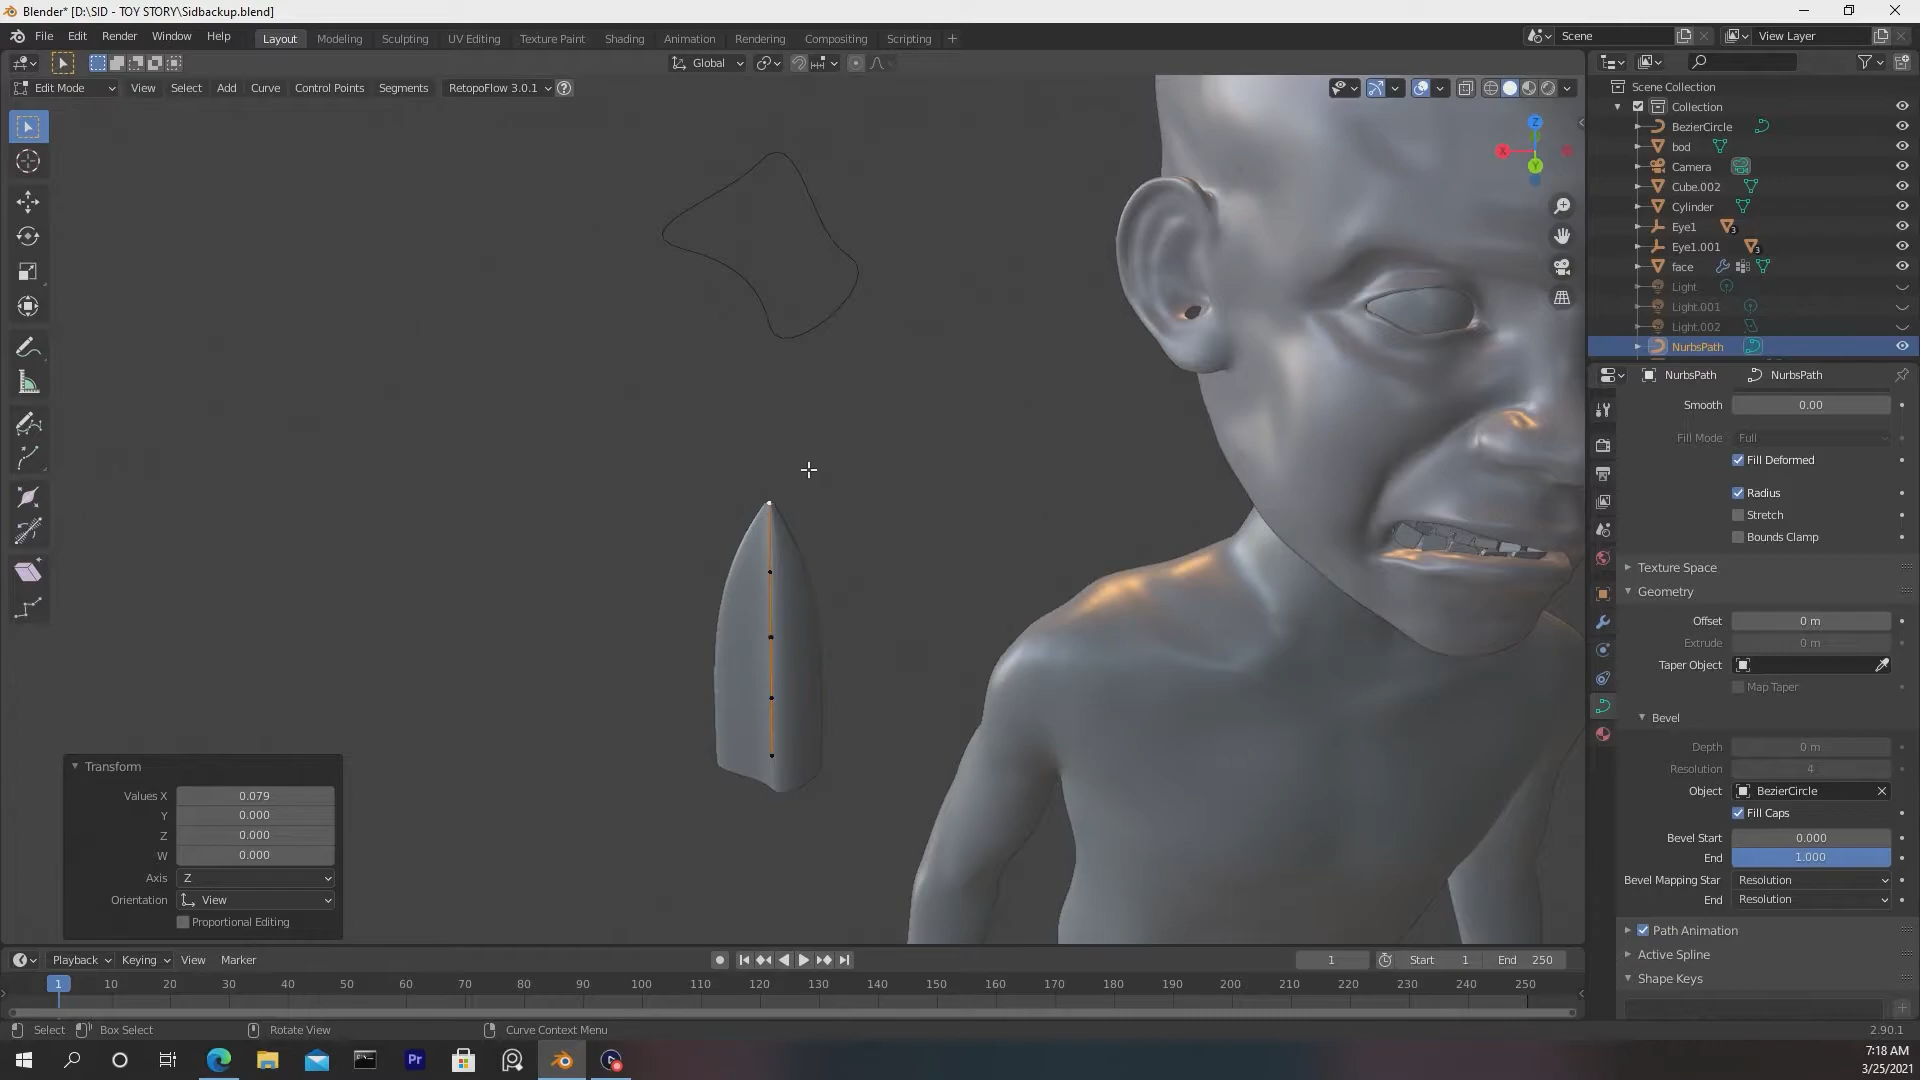 Blender* [D:\SID - TOY STORY\Sidbackup.blend]
File Edit Render Window Help Layout Modeling Sculpting UV Editing Texture Paint Shading Animation Rendering Compositing Scripting + Scene View Layer
Global
Edit Mode View Select Add Curve Control Points Segments RetopoFlow 3.0.1 ?
Scene Collection
Collection
BezierCircle
bod
Camera
Cube.002
Cylinder
Eye1 3
Eye1.001 3
face
Light
Light.001
Light.002
NurbsPath
Z
X
Y
NurbsPath NurbsPath
Smooth 0.00
Fill Mode Full
Fill Deformed
Radius
Stretch
Bounds Clamp
Texture Space
Geometry
Offset 0 m
Extrude 0 m
Taper Object
Map Taper
Bevel
Depth 0 m
Resolution 4
Object BezierCircle
Fill Caps
Bevel Start 0.000
End 1.000
Bevel Mapping Star Resolution
End Resolution
Path Animation
Active Spline
Shape Keys
Transform
Values X 0.079
Y 0.000
Z 0.000
W 0.000
Axis Z
Orientation View
Proportional Editing
Playback Keying View Marker 1 Start 1 End 250
1 10 20 30 40 50 60 70 80 90 100 110 120 130 140 150 160 170 180 190 200 210 220 230 240 250
Select Box Select Rotate View Curve Context Menu 2.90.1
Pr
7:18 AM
3/25/2021